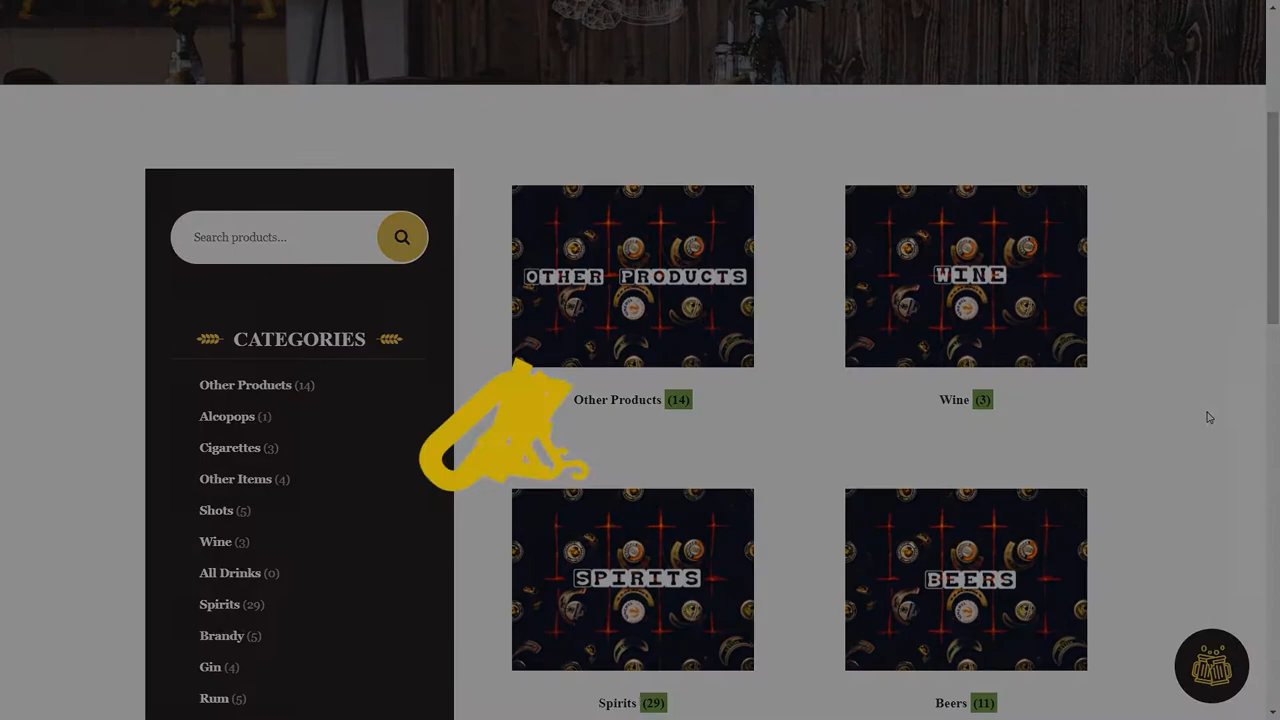 Search products...
CATEGORIES
Other Products (14)
Alcopops (1)
Cigarettes (3)
Other Items (4)
Shots (5)
Wine (3)
All Drinks (0)
Spirits (29)
Brandy (5)
Gin (4)
Rum (5)
OTHER PRODUCTS
Other Products (14)
WINE
Wine (3)
SPIRITS
Spirits (29)
BEERS
Beers (11)